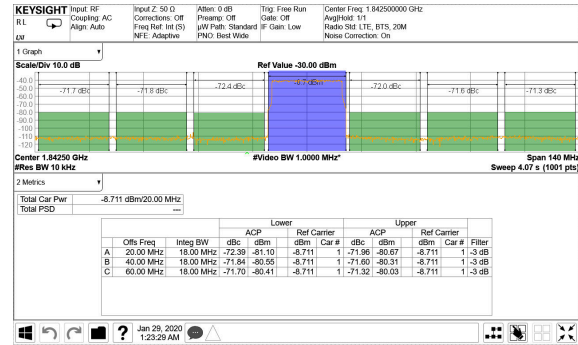 KEYSIGHT Input: RF Input Z: 50 Ω Atten: 0 dB Trig: Free Run Center Freq: 1.842500000 GHz
RL Coupling: AC Corrections: Off Preamp: Off Gate: Off Avg|Hold: 1/1
Align: Auto Freq Ref: Int (S) µW Path: Standard IF Gain: Low Radio Std: LTE, BTS, 20M
LXI NFE: Adaptive PNO: Best Wide Noise Correction: On
1 Graph
Scale/Div 10.0 dB Ref Value -30.00 dBm
-40.0
-50.0 -71.7 dBc -71.8 dBc -72.4 dBc -72.0 dBc -71.6 dBc -71.3 dBc
-60.0
-70.0
-80.0
-90.0
-100
-110
-120
Center 1.84250 GHz #Video BW 1.0000 MHz* Span 140 MHz
#Res BW 10 kHz Sweep 4.07 s (1001 pts)
2 Metrics
Total Car Pwr -8.711 dBm/20.00 MHz
Total PSD ---
Lower Upper
ACP Ref Carrier ACP Ref Carrier
Offs Freq Integ BW dBc dBm dBm Car # dBc dBm dBm Car # Filter
A 20.00 MHz 18.00 MHz -72.39 -81.10 -8.711 1 -71.96 -80.67 -8.711 1 -3 dB
B 40.00 MHz 18.00 MHz -71.84 -80.55 -8.711 1 -71.60 -80.31 -8.711 1 -3 dB
C 60.00 MHz 18.00 MHz -71.70 -80.41 -8.711 1 -71.32 -80.03 -8.711 1 -3 dB
? Jan 29, 2020
1:23:29 AM